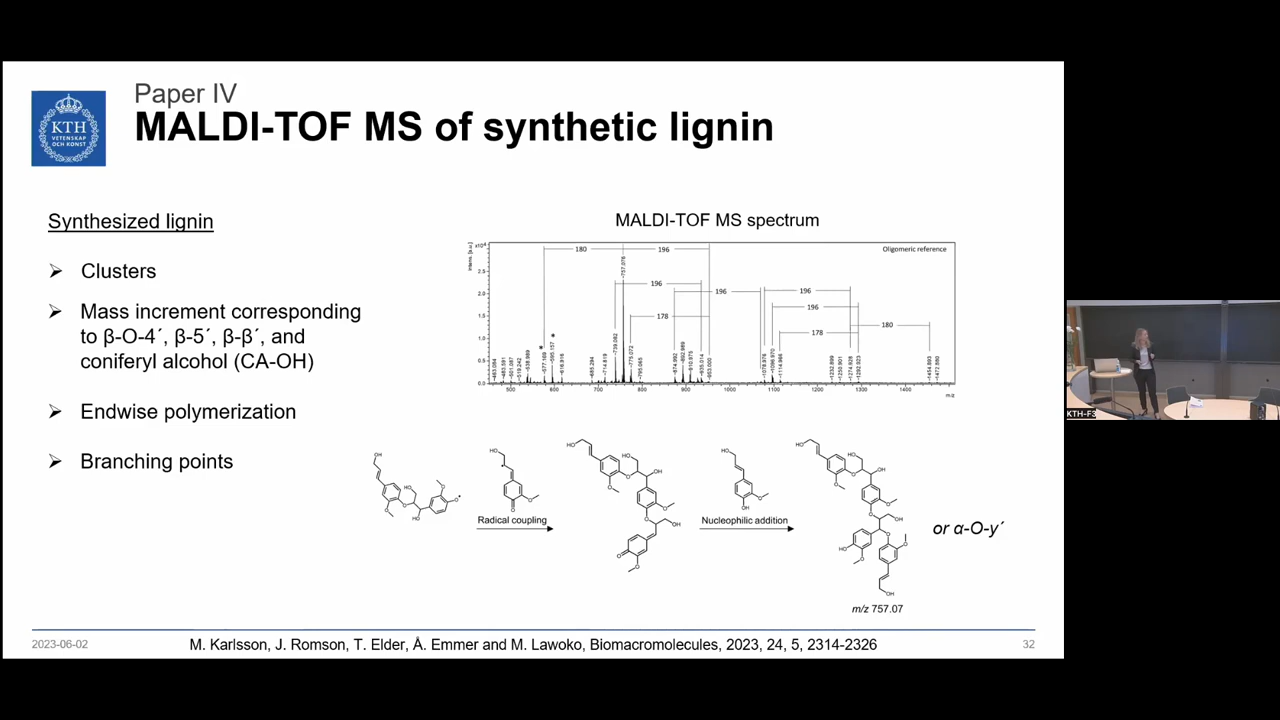 Paper IV
MALDI-TOF MS of synthetic lignin
KTH
VETENSKAP
OCH KONST
Synthesized lignin
Clusters
Mass increment corresponding
to β-O-4´, β-5´, β-β´, and
coniferyl alcohol (CA-OH)
Endwise polymerization
Branching points
MALDI-TOF MS spectrum
Oligomeric reference
180
196
196
196
196
196
178
178
180
500
600
700
800
900
1000
1100
1200
1300
1400
m/z
Radical coupling
Nucleophilic addition
or α-O-γ´
m/z 757.07
2023-06-02
M. Karlsson, J. Romson, T. Elder, Å. Emmer and M. Lawoko, Biomacromolecules, 2023, 24, 5, 2314-2326
32
KTH-F3